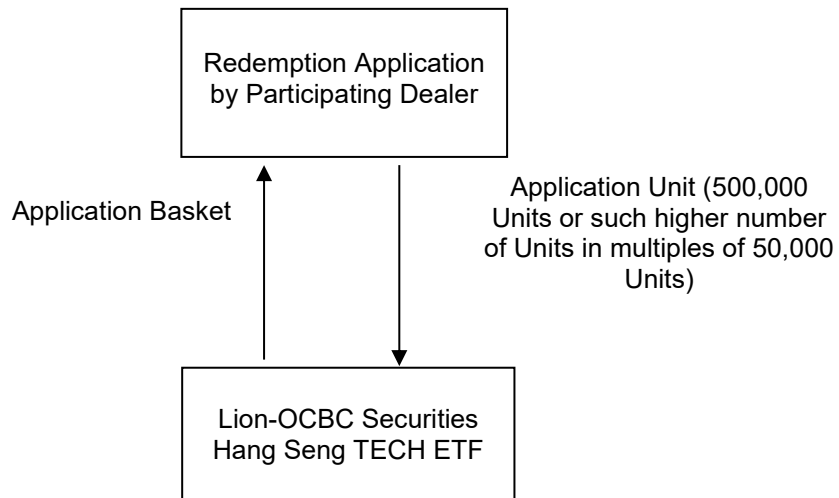 Redemption Application
by Participating Dealer
Application Basket
Application Unit (500,000
Units or such higher number
of Units in multiples of 50,000
Units)
Lion-OCBC Securities
Hang Seng TECH ETF